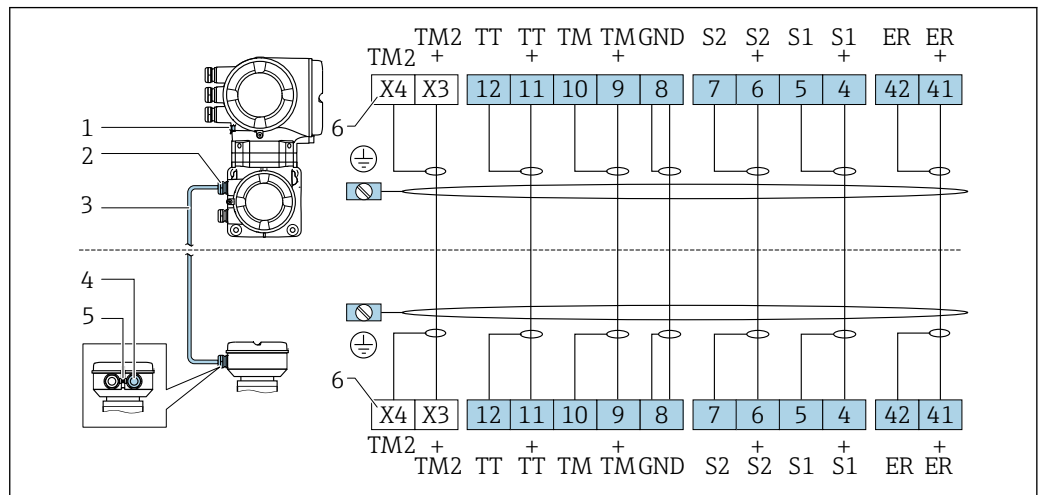 TM2 TT TT TM TM GND S2 S2 S1 S1 ER ER
TM2 + + + + + +
X4 X3 12 11 10 9 8 7 6 5 4 42 41
6
1
2
3
4
5
6
X4 X3 12 11 10 9 8 7 6 5 4 42 41
TM2 + + + + + +
TM2 TT TT TM TM GND S2 S2 S1 S1 ER ER